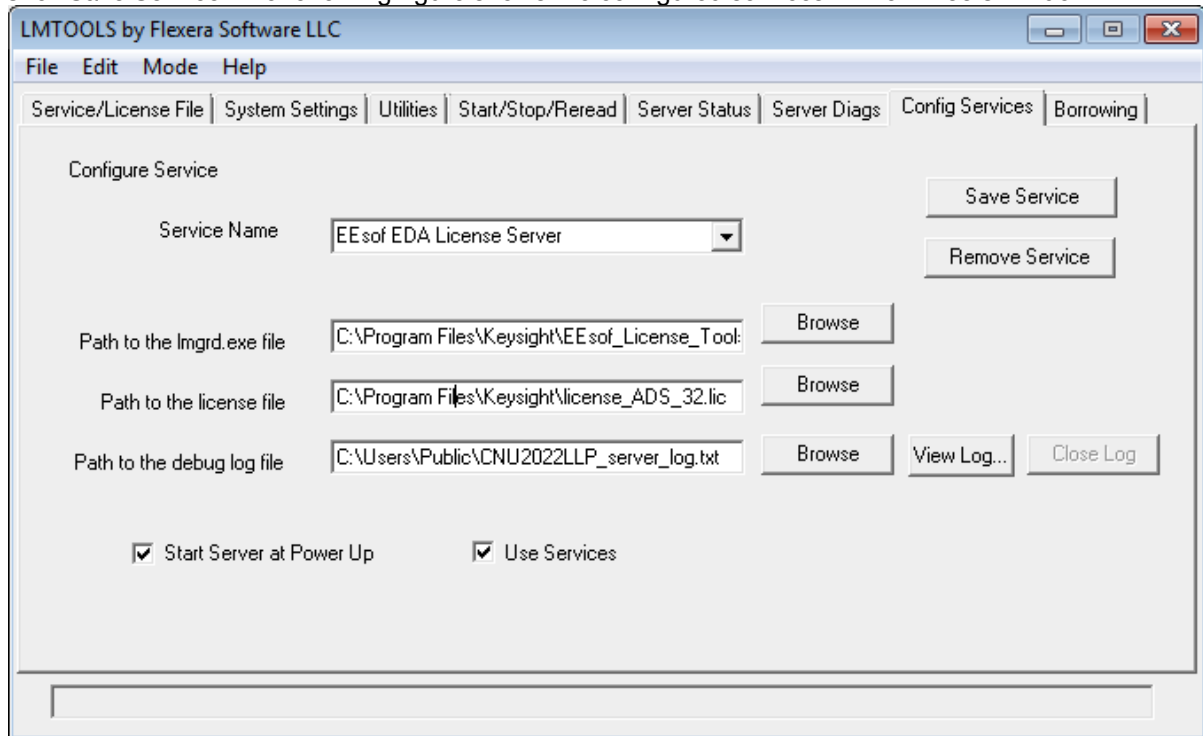 LMTOOLS by Flexera Software LLC
File Edit Mode Help
Service/License File System Settings Utilities Start/Stop/Reread Server Status Server Diags Config Services Borrowing
Configure Service
Save Service
Service Name EEsof EDA License Server
Remove Service
Path to the lmgrd.exe file C:\Program Files\Keysight\EEsof_License_Tools Browse
Path to the license file C:\Program Files\Keysight\license_ADS_32.lic Browse
Path to the debug log file C:\Users\Public\CNU2022LLP_server_log.txt Browse View Log... Close Log
Start Server at Power Up Use Services